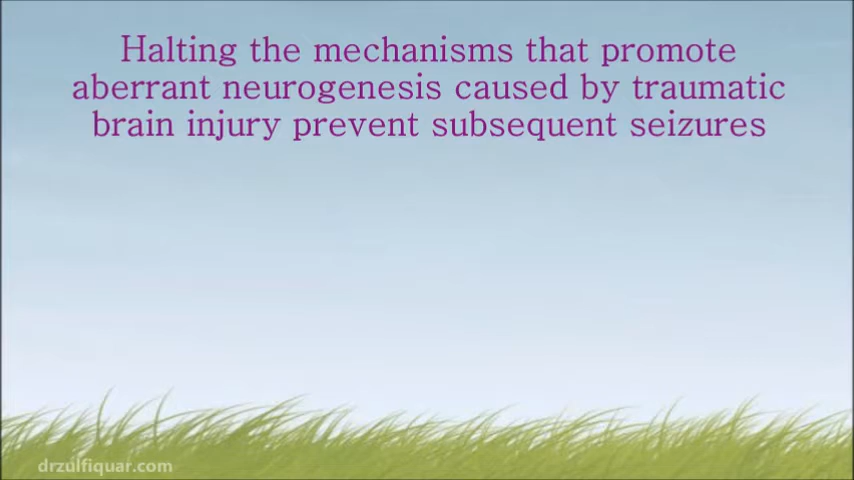 Halting the mechanisms that promote
aberrant neurogenesis caused by traumatic
brain injury prevent subsequent seizures
drzulfiquar.com